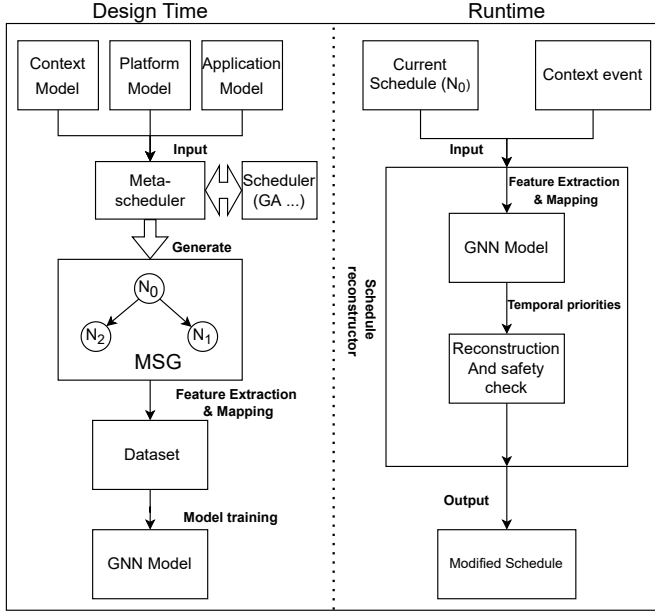 Design Time
Context
Model
Platform
Model
Application
Model
Input
Meta-
scheduler
Scheduler
(GA ...)
Generate
N0
N2
N1
MSG
Feature Extraction
& Mapping
Dataset
Model training
GNN Model
Runtime
Current
Schedule (N0)
Context event
Input
Feature Extraction
& Mapping
GNN Model
Temporal priorities
Schedule
reconstructor
Reconstruction
And safety
check
Output
Modified Schedule